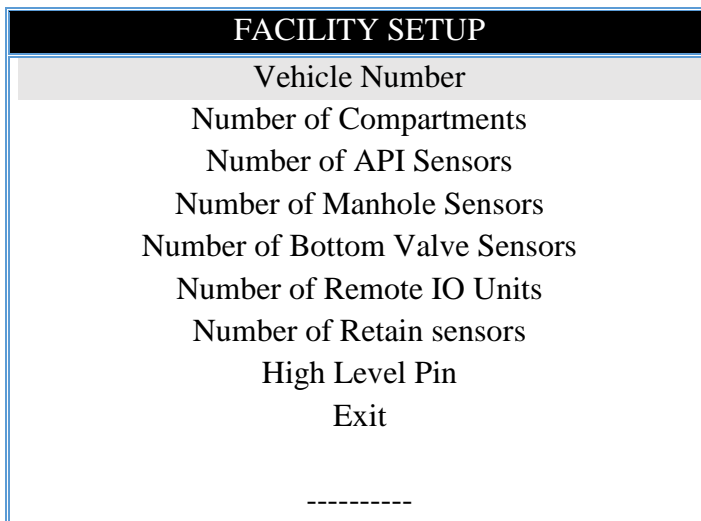 FACILITY SETUP
Vehicle Number
Number of Compartments
Number of API Sensors
Number of Manhole Sensors
Number of Bottom Valve Sensors
Number of Remote IO Units
Number of Retain sensors
High Level Pin
Exit
----------